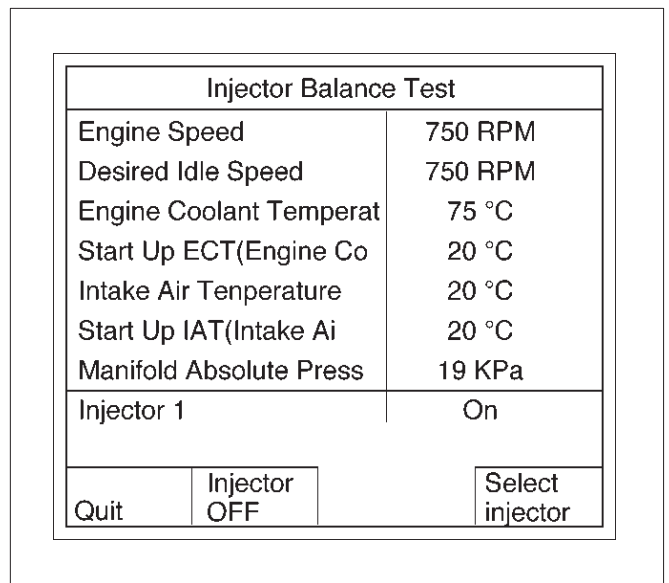 Injector Balance Test
Engine Speed 750 RPM
Desired Idle Speed 750 RPM
Engine Coolant Temperat 75 °C
Start Up ECT(Engine Co 20 °C
Intake Air Tenperature 20 °C
Start Up IAT(Intake Ai 20 °C
Manifold Absolute Press 19 KPa
Injector 1 On
Quit Injector OFF Select injector